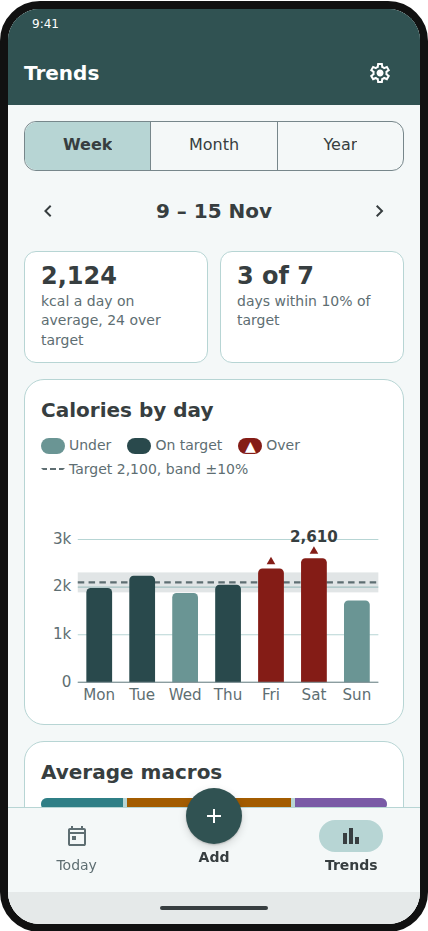 9:41
Trends
Week Month Year
9 – 15 Nov
2,124
kcal a day on
average, 24 over
target
3 of 7
days within 10% of
target
Calories by day
Under On target Over
Target 2,100, band ±10%
2,610
3k
2k
1k
0
Mon Tue Wed Thu Fri Sat Sun
Average macros
Today
Add
Trends